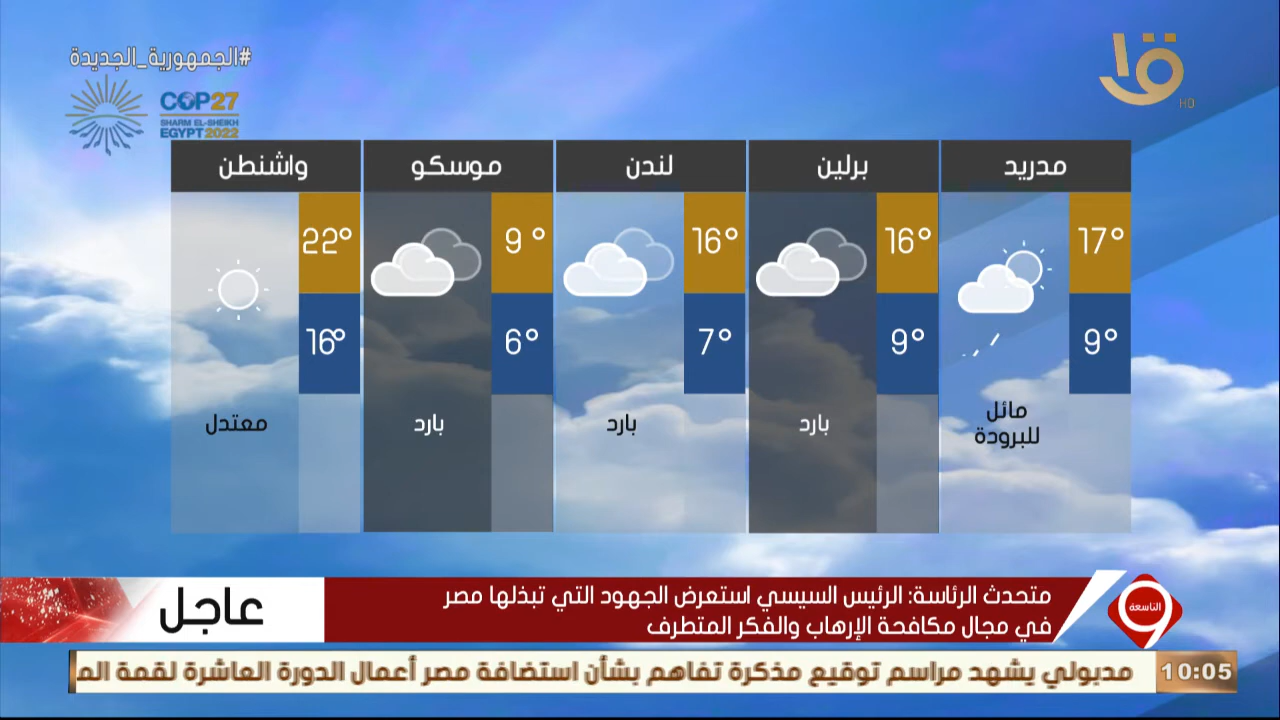 #الجمهورية_الجديدة
COP27
SHARM EL-SHEIKH
EGYPT 2022
HD
مدريد
17°
9°
مائل
للبرودة
برلين
16°
9°
بارد
لندن
16°
7°
بارد
موسكو
9°
6°
بارد
واشنطن
22°
16°
معتدل
التاسعة
عاجل
متحدث الرئاسة: الرئيس السيسي استعرض الجهود التي تبذلها مصر
في مجال مكافحة الإرهاب والفكر المتطرف
10:05
مدبولي يشهد مراسم توقيع مذكرة تفاهم بشأن استضافة مصر أعمال الدورة العاشرة لقمة الم